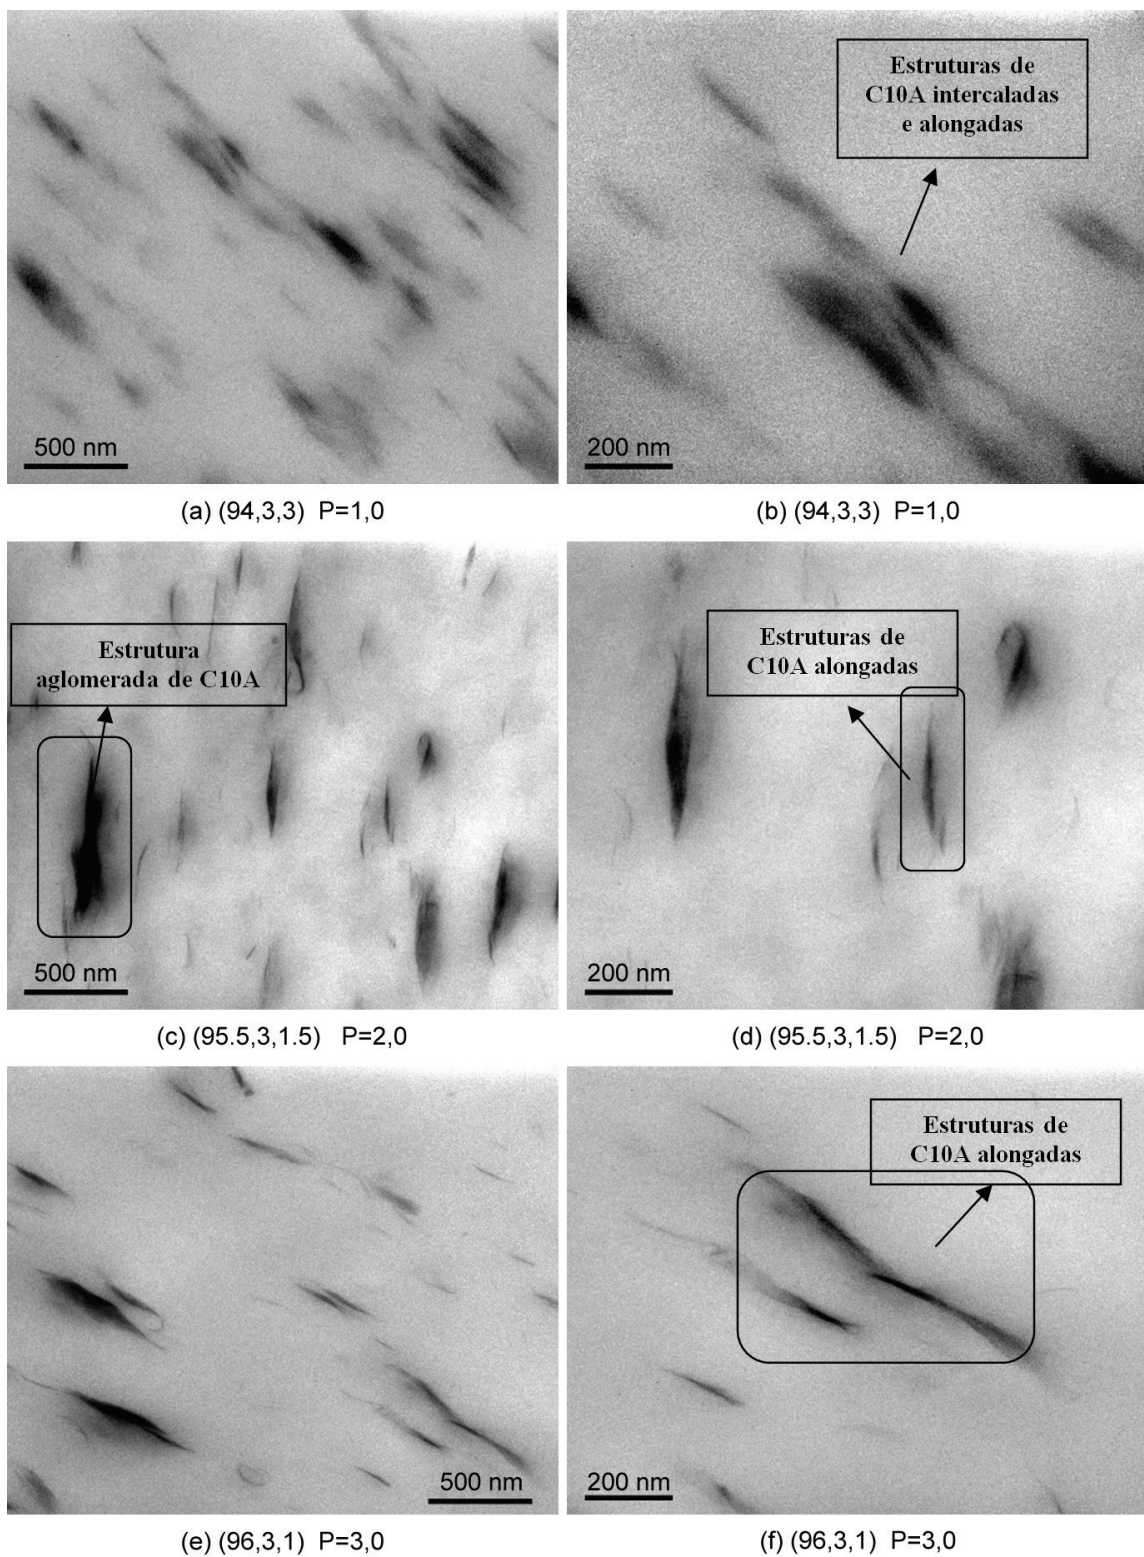 Estruturas de
C10A intercaladas
e alongadas
500 nm
200 nm
(a) (94,3,3) P=1,0
(b) (94,3,3) P=1,0
Estrutura
aglomerada de C10A
Estruturas de
C10A alongadas
500 nm
200 nm
(c) (95.5,3,1.5) P=2,0
(d) (95.5,3,1.5) P=2,0
Estruturas de
C10A alongadas
500 nm
200 nm
(e) (96,3,1) P=3,0
(f) (96,3,1) P=3,0